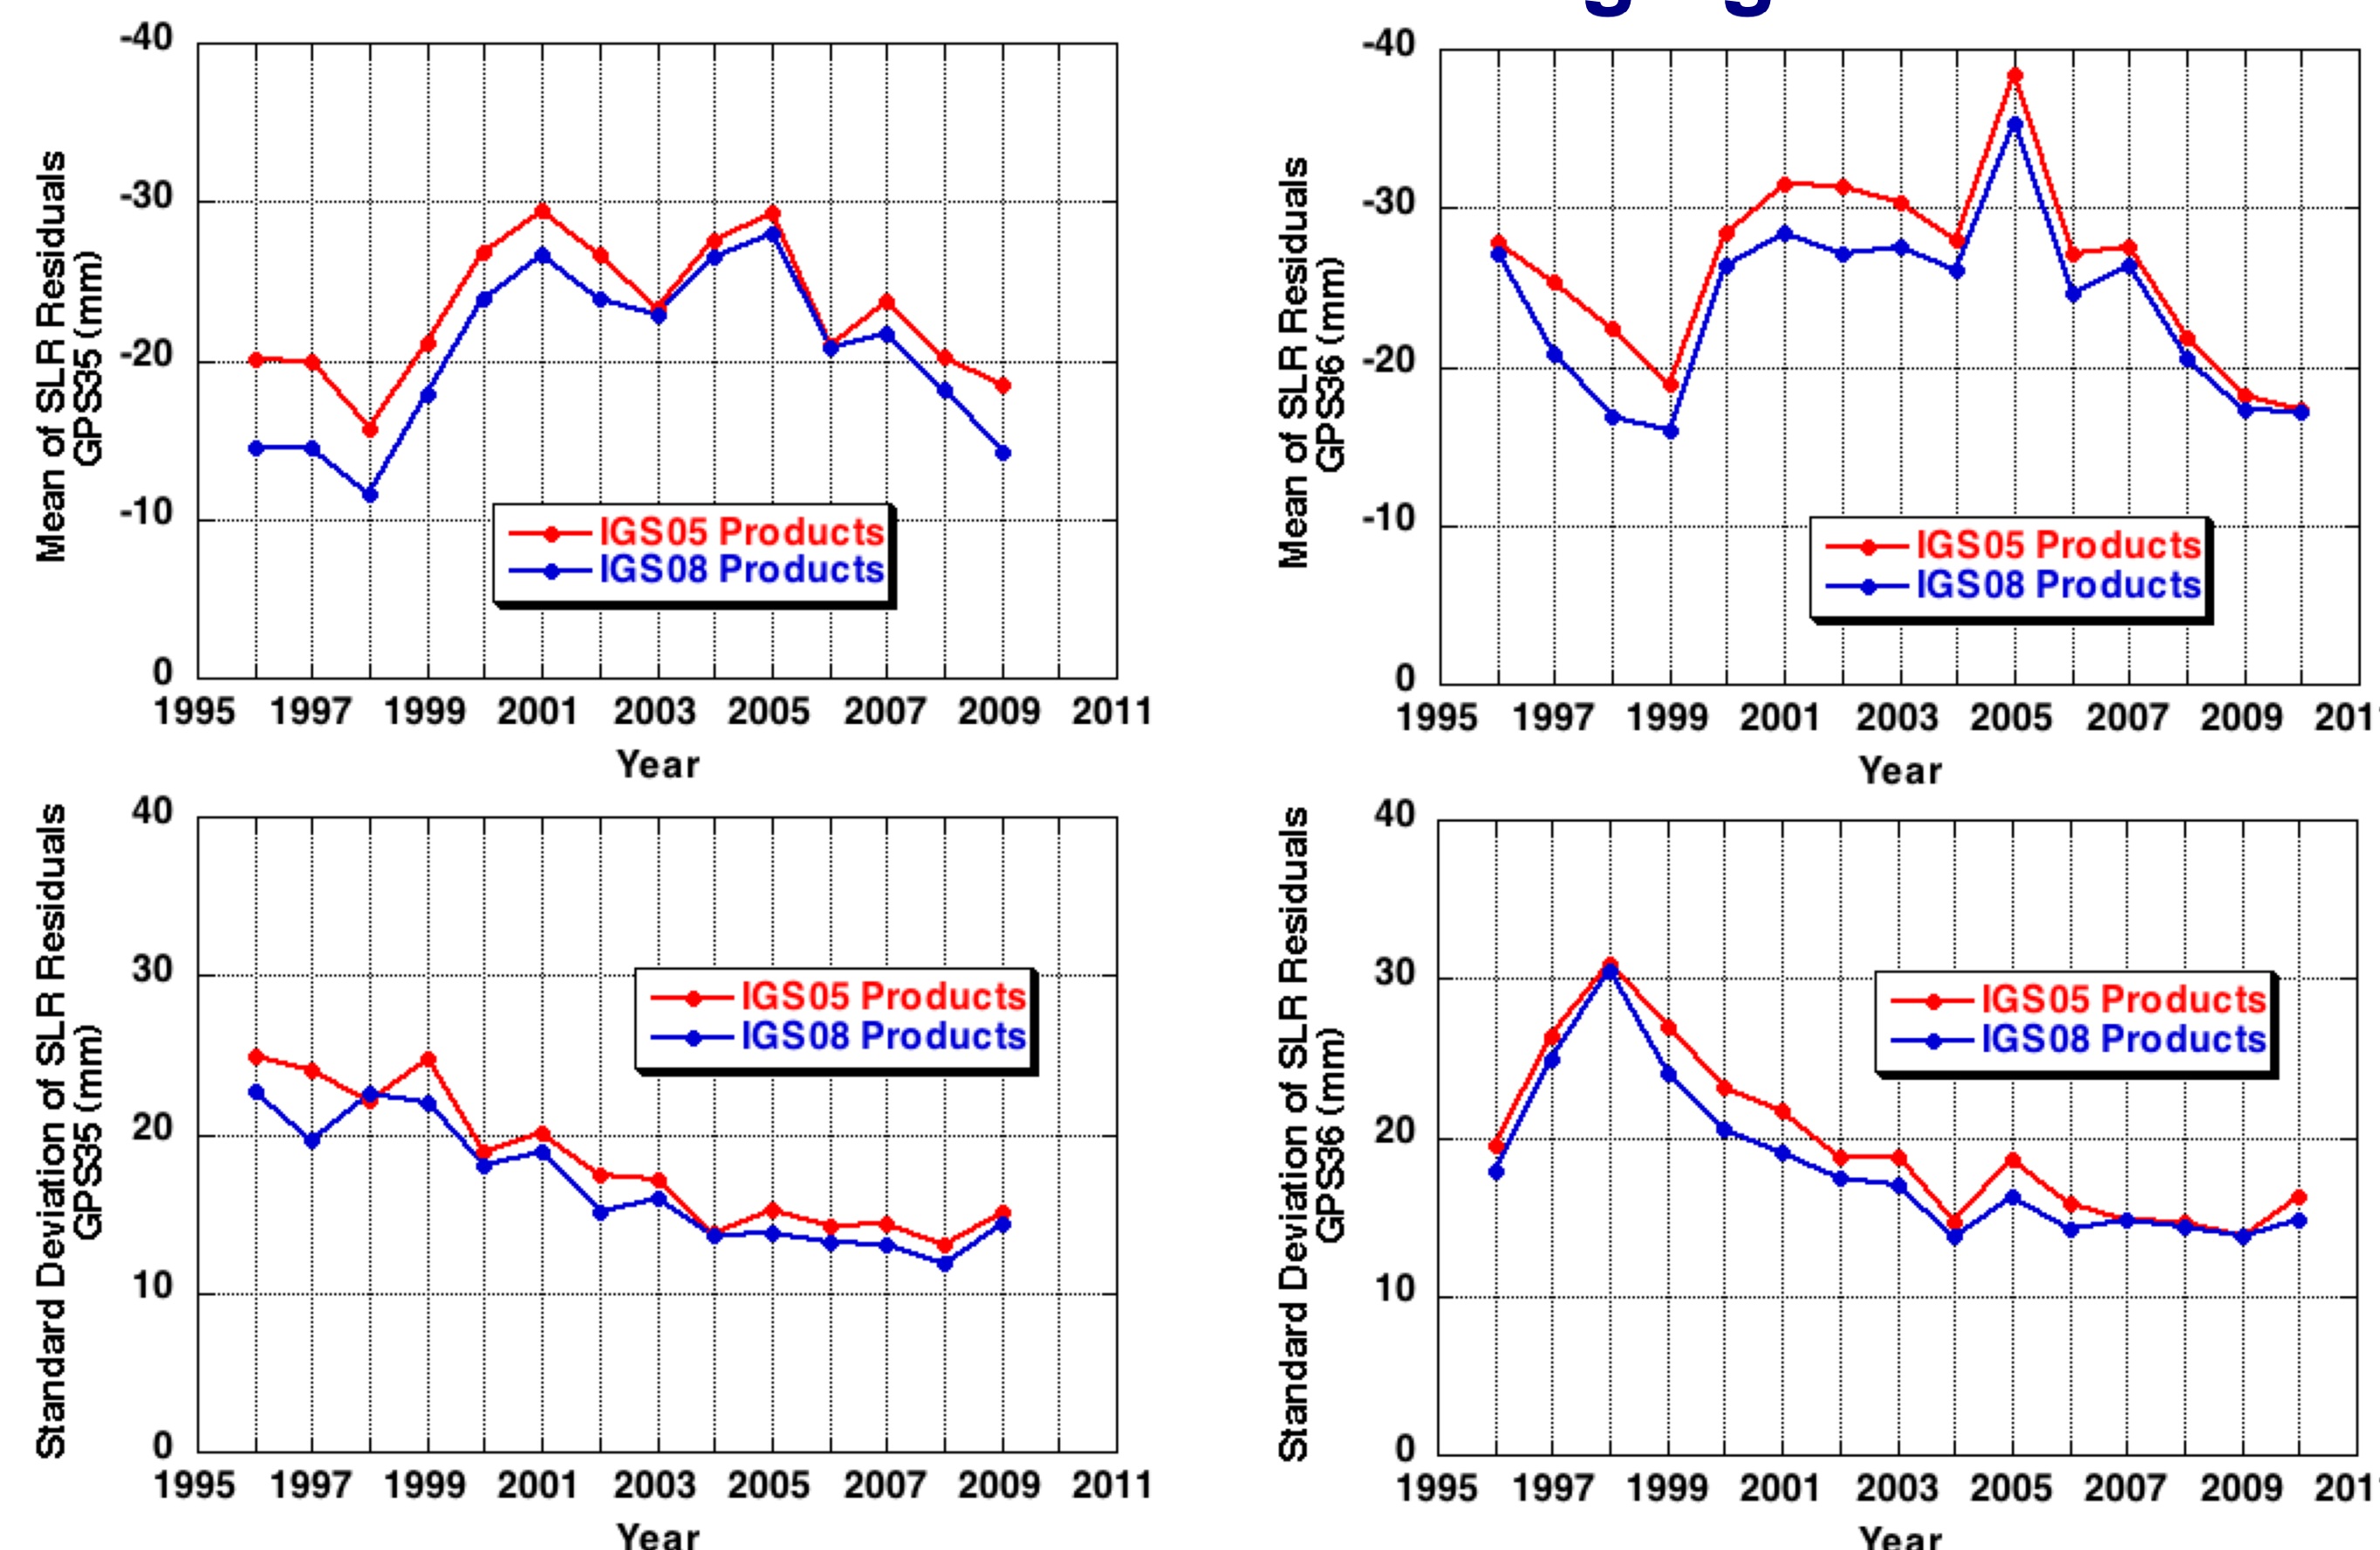 -40
-30
-20
-10
0
1995 1997 1999 2001 2003 2005 2007 2009 2011
Year
Mean of SLR Residuals
GPS35 (mm)
IGS05 Products
IGS08 Products
-40
-30
-20
-10
0
1995 1997 1999 2001 2003 2005 2007 2009
Year
Mean of SLR Residuals
GPS36 (mm)
IGS05 Products
IGS08 Products
40
30
20
10
0
1995 1997 1999 2001 2003 2005 2007 2009 2011
Year
Standard Deviation of SLR Residuals
GPS35 (mm)
IGS05 Products
IGS08 Products
40
30
20
10
0
1995 1997 1999 2001 2003 2005 2007 2009
Year
Standard Deviation of SLR Residuals
GPS36 (mm)
IGS05 Products
IGS08 Products